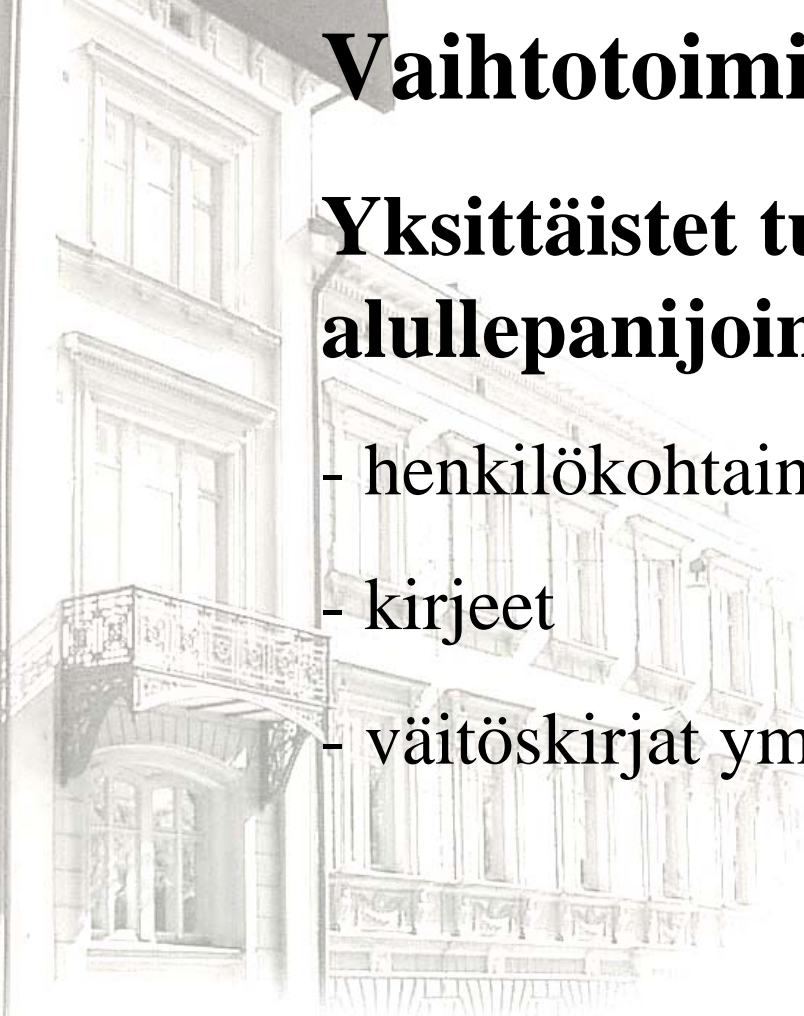 Vaihtotoimi
Yksittäistet tu
alullepanijoin
- henkilökohtain
- kirjeet
- väitöskirjat ym